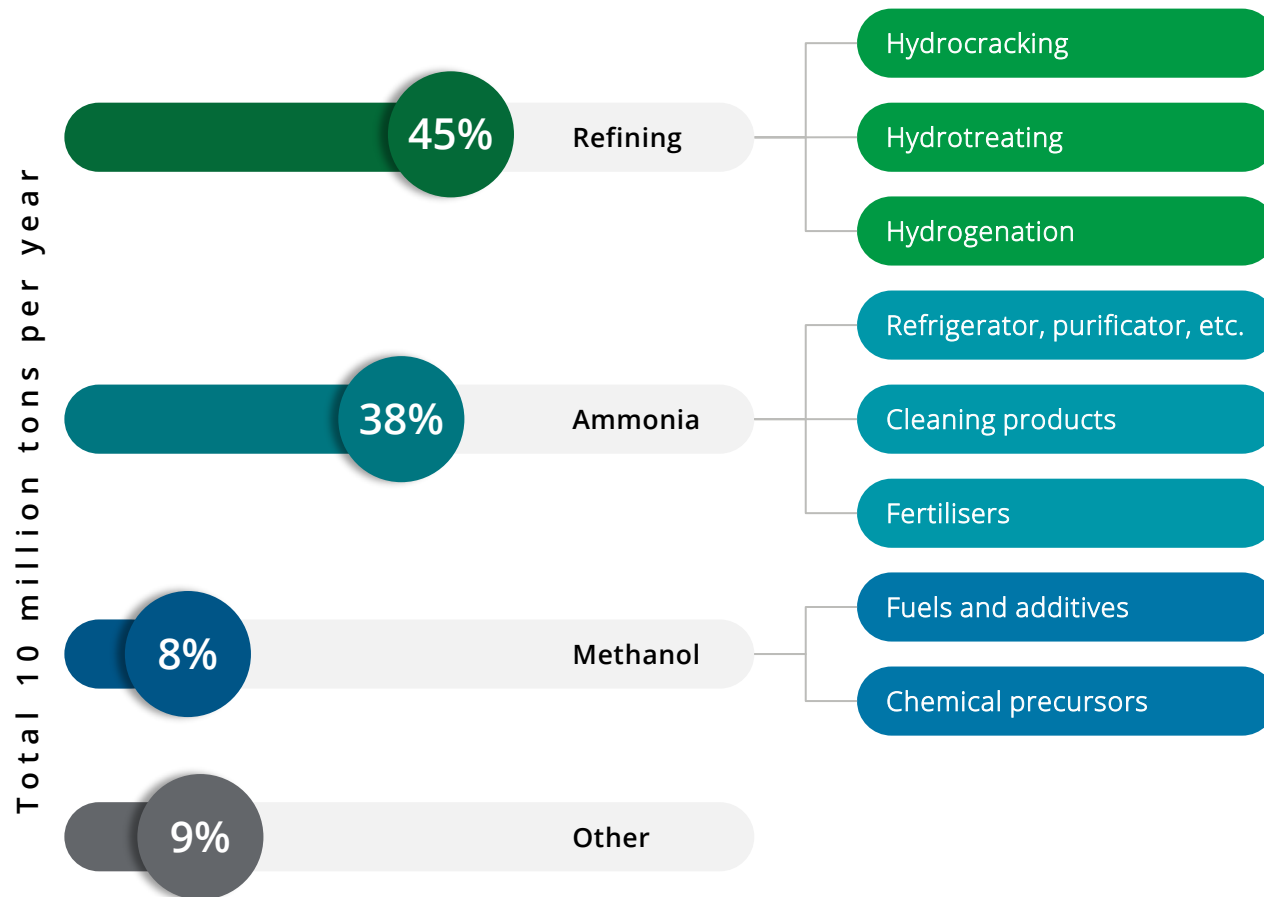 Total 10 million tons per year
45%
Refining
Hydrocracking
Hydrotreating
Hydrogenation
38%
Ammonia
Refrigerator, purificator, etc.
Cleaning products
Fertilisers
8%
Methanol
Fuels and additives
Chemical precursors
9%
Other